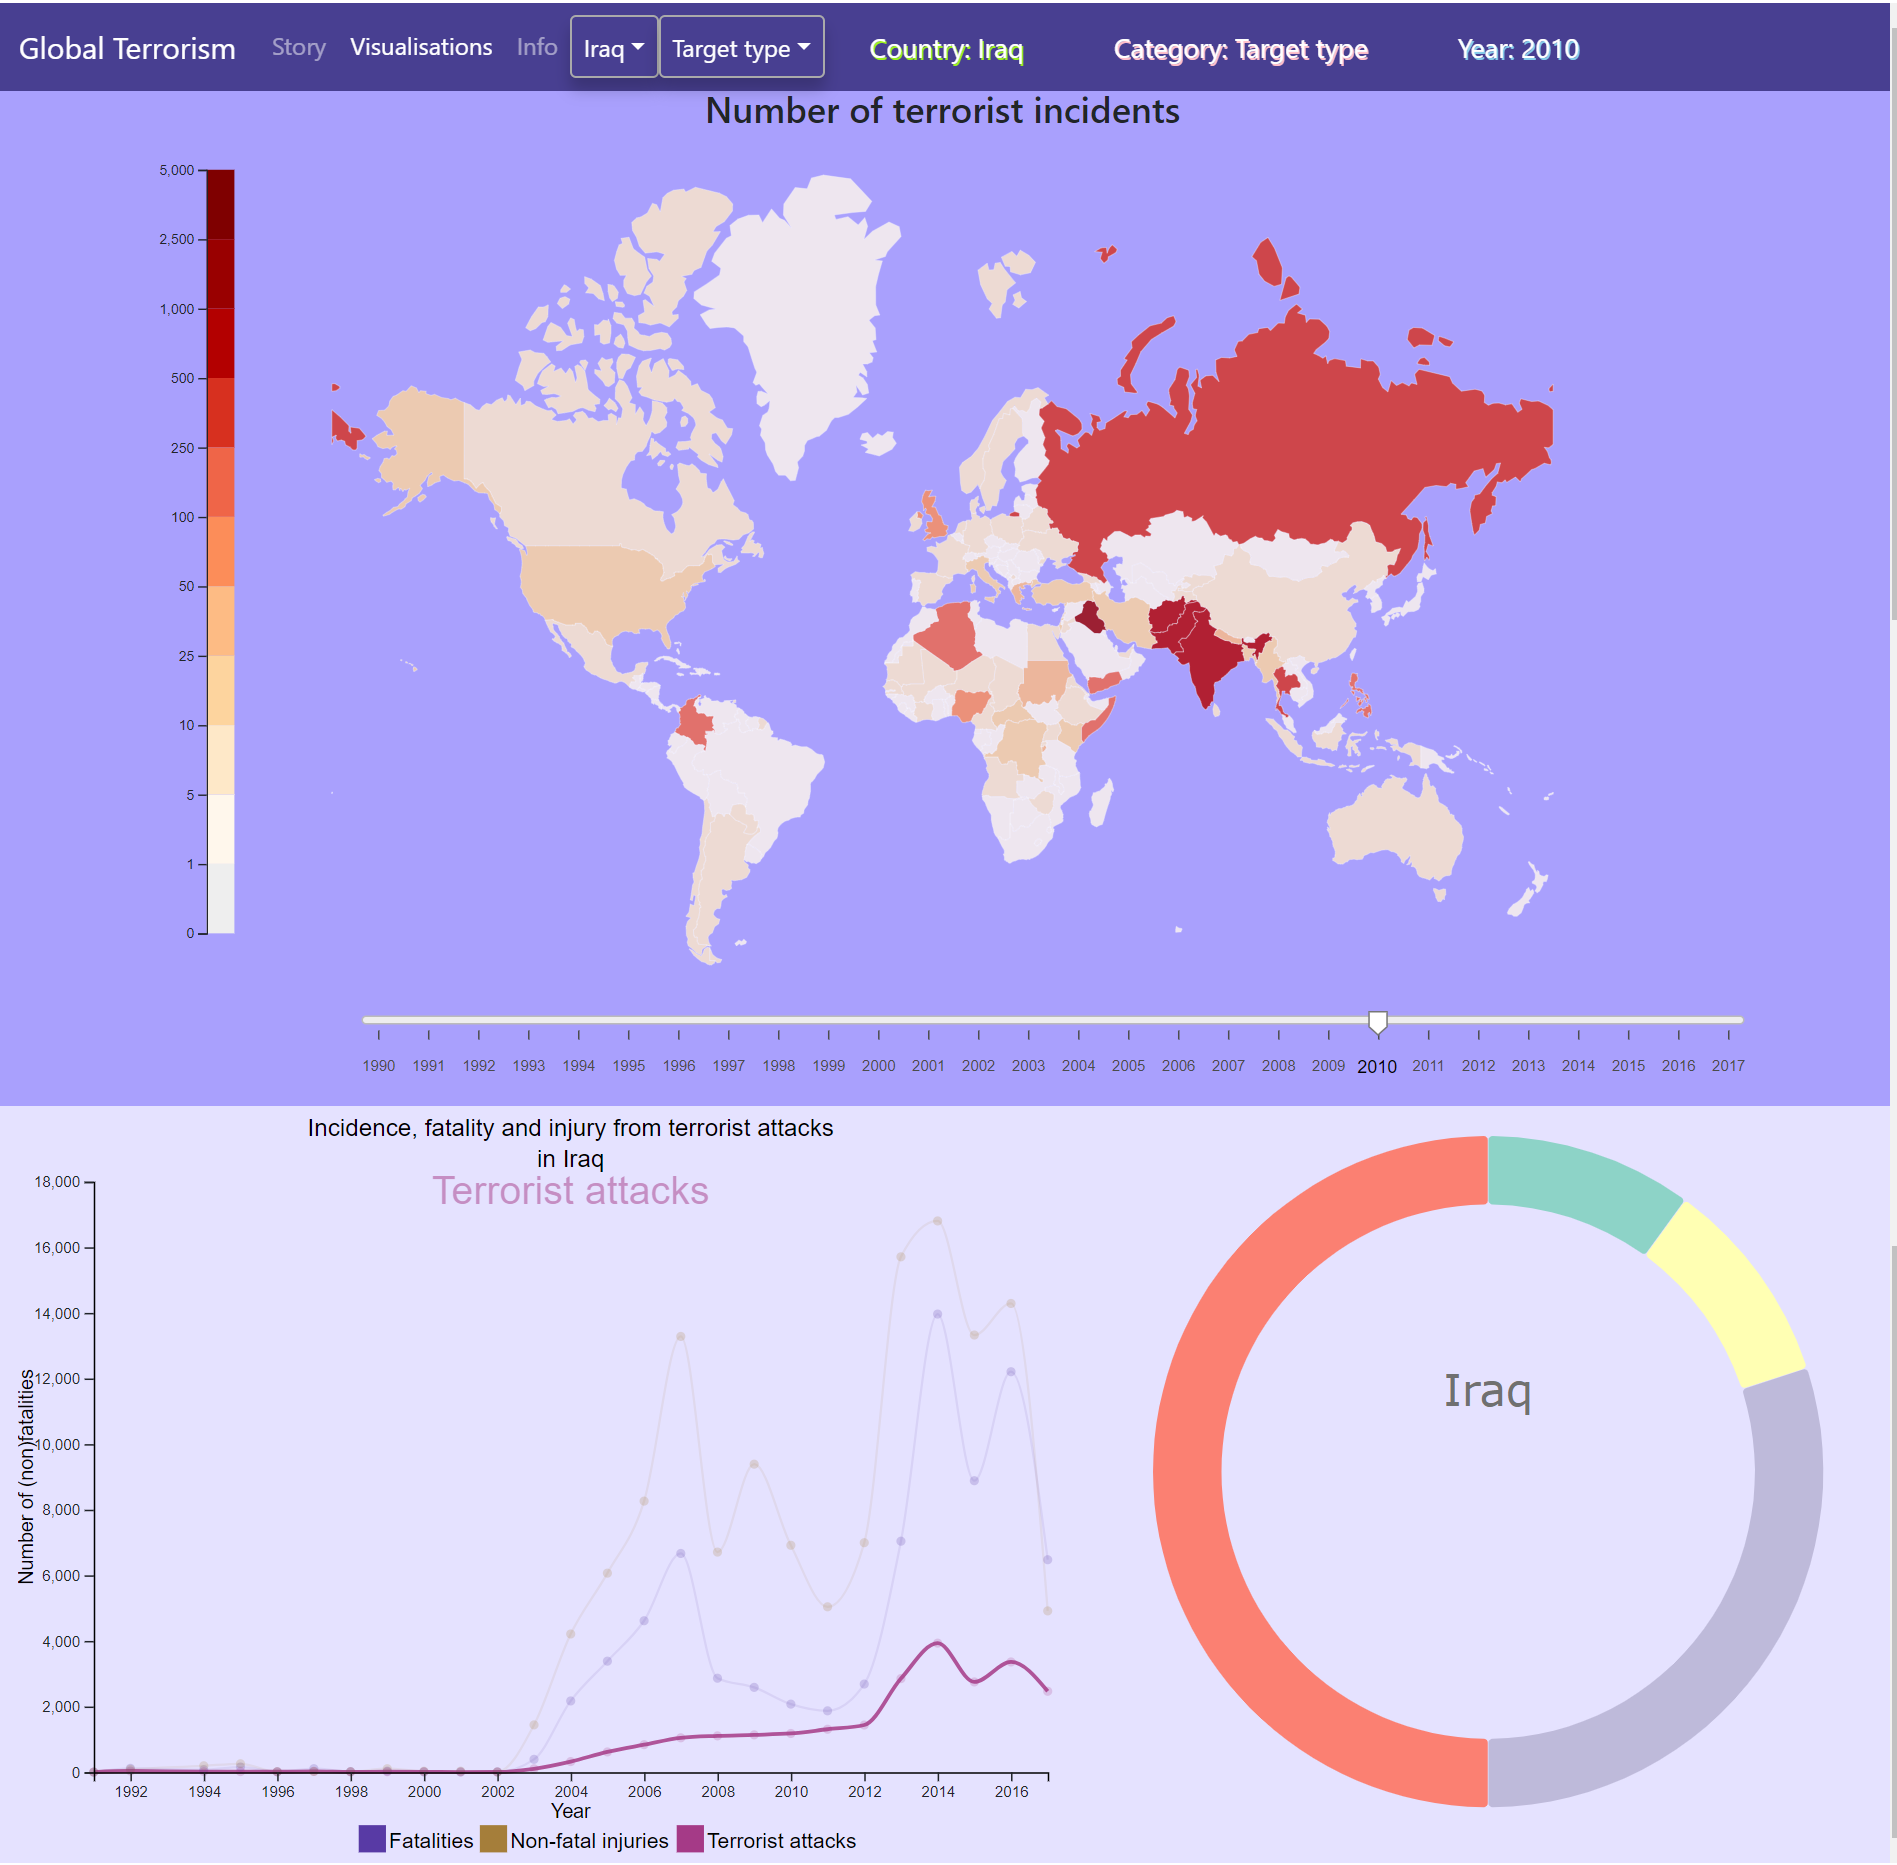 Global Terrorism Story Visualisations Info Iraq Target type Country: Iraq Category: Target type Year: 2010
Number of terrorist incidents
5,000
2,500
1,000
500
250
100
50
25
10
5
1
0
1990 1991 1992 1993 1994 1995 1996 1997 1998 1999 2000 2001 2002 2003 2004 2005 2006 2007 2008 2009 2010 2011 2012 2013 2014 2015 2016 2017
Incidence, fatality and injury from terrorist attacks
in Iraq
Terrorist attacks
18,000
16,000
14,000
12,000
10,000
8,000
6,000
4,000
2,000
0
Number of (non)fatalities
1992 1994 1996 1998 2000 2002 2004 2006 2008 2010 2012 2014 2016
Year
Fatalities Non-fatal injuries Terrorist attacks
Iraq